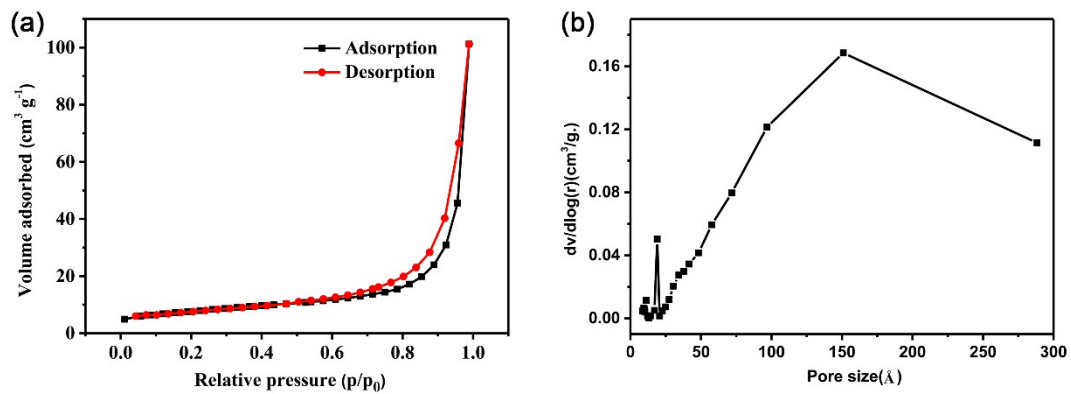 (a)
Adsorption
Desorption
Volume adsorbed (cm³ g⁻¹)
100
80
60
40
20
0
0.0 0.2 0.4 0.6 0.8 1.0
Relative pressure (p/p₀)
(b)
dv/dlog(r)(cm³/g.)
0.16
0.12
0.08
0.04
0.00
0 50 100 150 200 250 300
Pore size(Å)